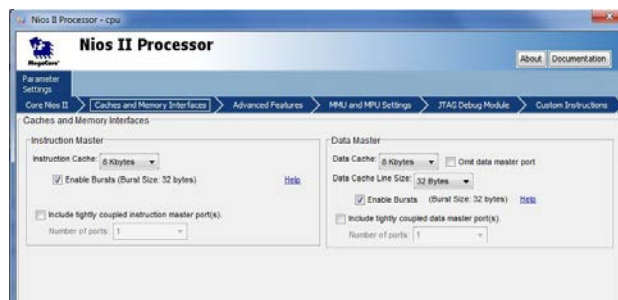 Nios II Processor - cpu
Nios II Processor
MegaCore
About Documentation
Parameter
Settings
Core Nios II Caches and Memory Interfaces Advanced Features MMU and MPU Settings JTAG Debug Module Custom Instructions
Caches and Memory Interfaces
Instruction Master
Instruction Cache: 8 Kbytes
Enable Bursts (Burst Size: 32 bytes) Help
Include tightly coupled instruction master port(s).
Number of ports: 1
Data Master
Data Cache: 8 Kbytes Omit data master port
Data Cache Line Size: 32 Bytes
Enable Bursts (Burst Size: 32 bytes) Help
Include tightly coupled data master port(s).
Number of ports: 1